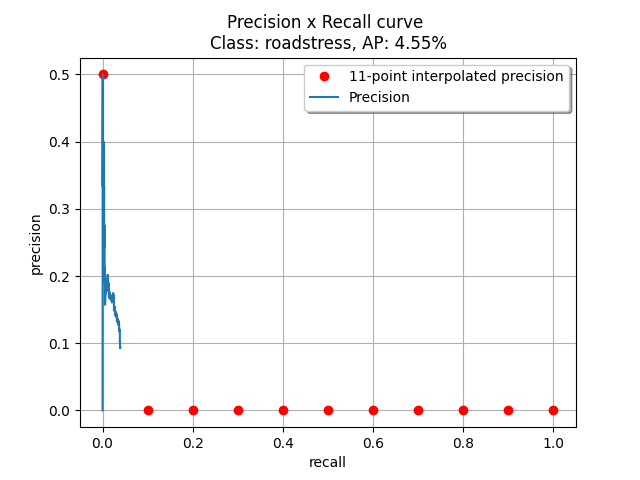 Precision x Recall curve
Class: roadstress, AP: 4.55%
11-point interpolated precision
Precision
0.5
0.4
0.3
0.2
0.1
0.0
precision
0.0 0.2 0.4 0.6 0.8 1.0
recall